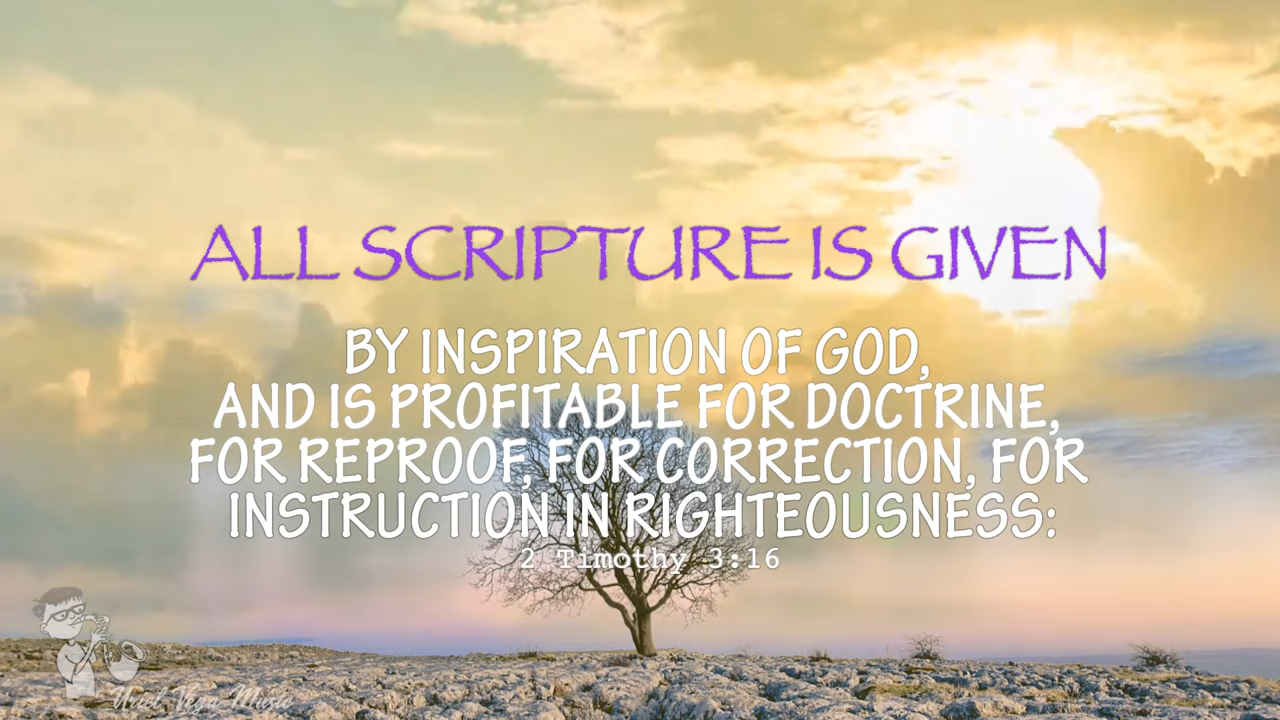 ALL SCRIPTURE IS GIVEN
BY INSPIRATION OF GOD,
AND IS PROFITABLE FOR DOCTRINE,
FOR REPROOF, FOR CORRECTION, FOR
INSTRUCTION IN RIGHTEOUSNESS:
2 Timothy 3:16
Uriel Vega Music